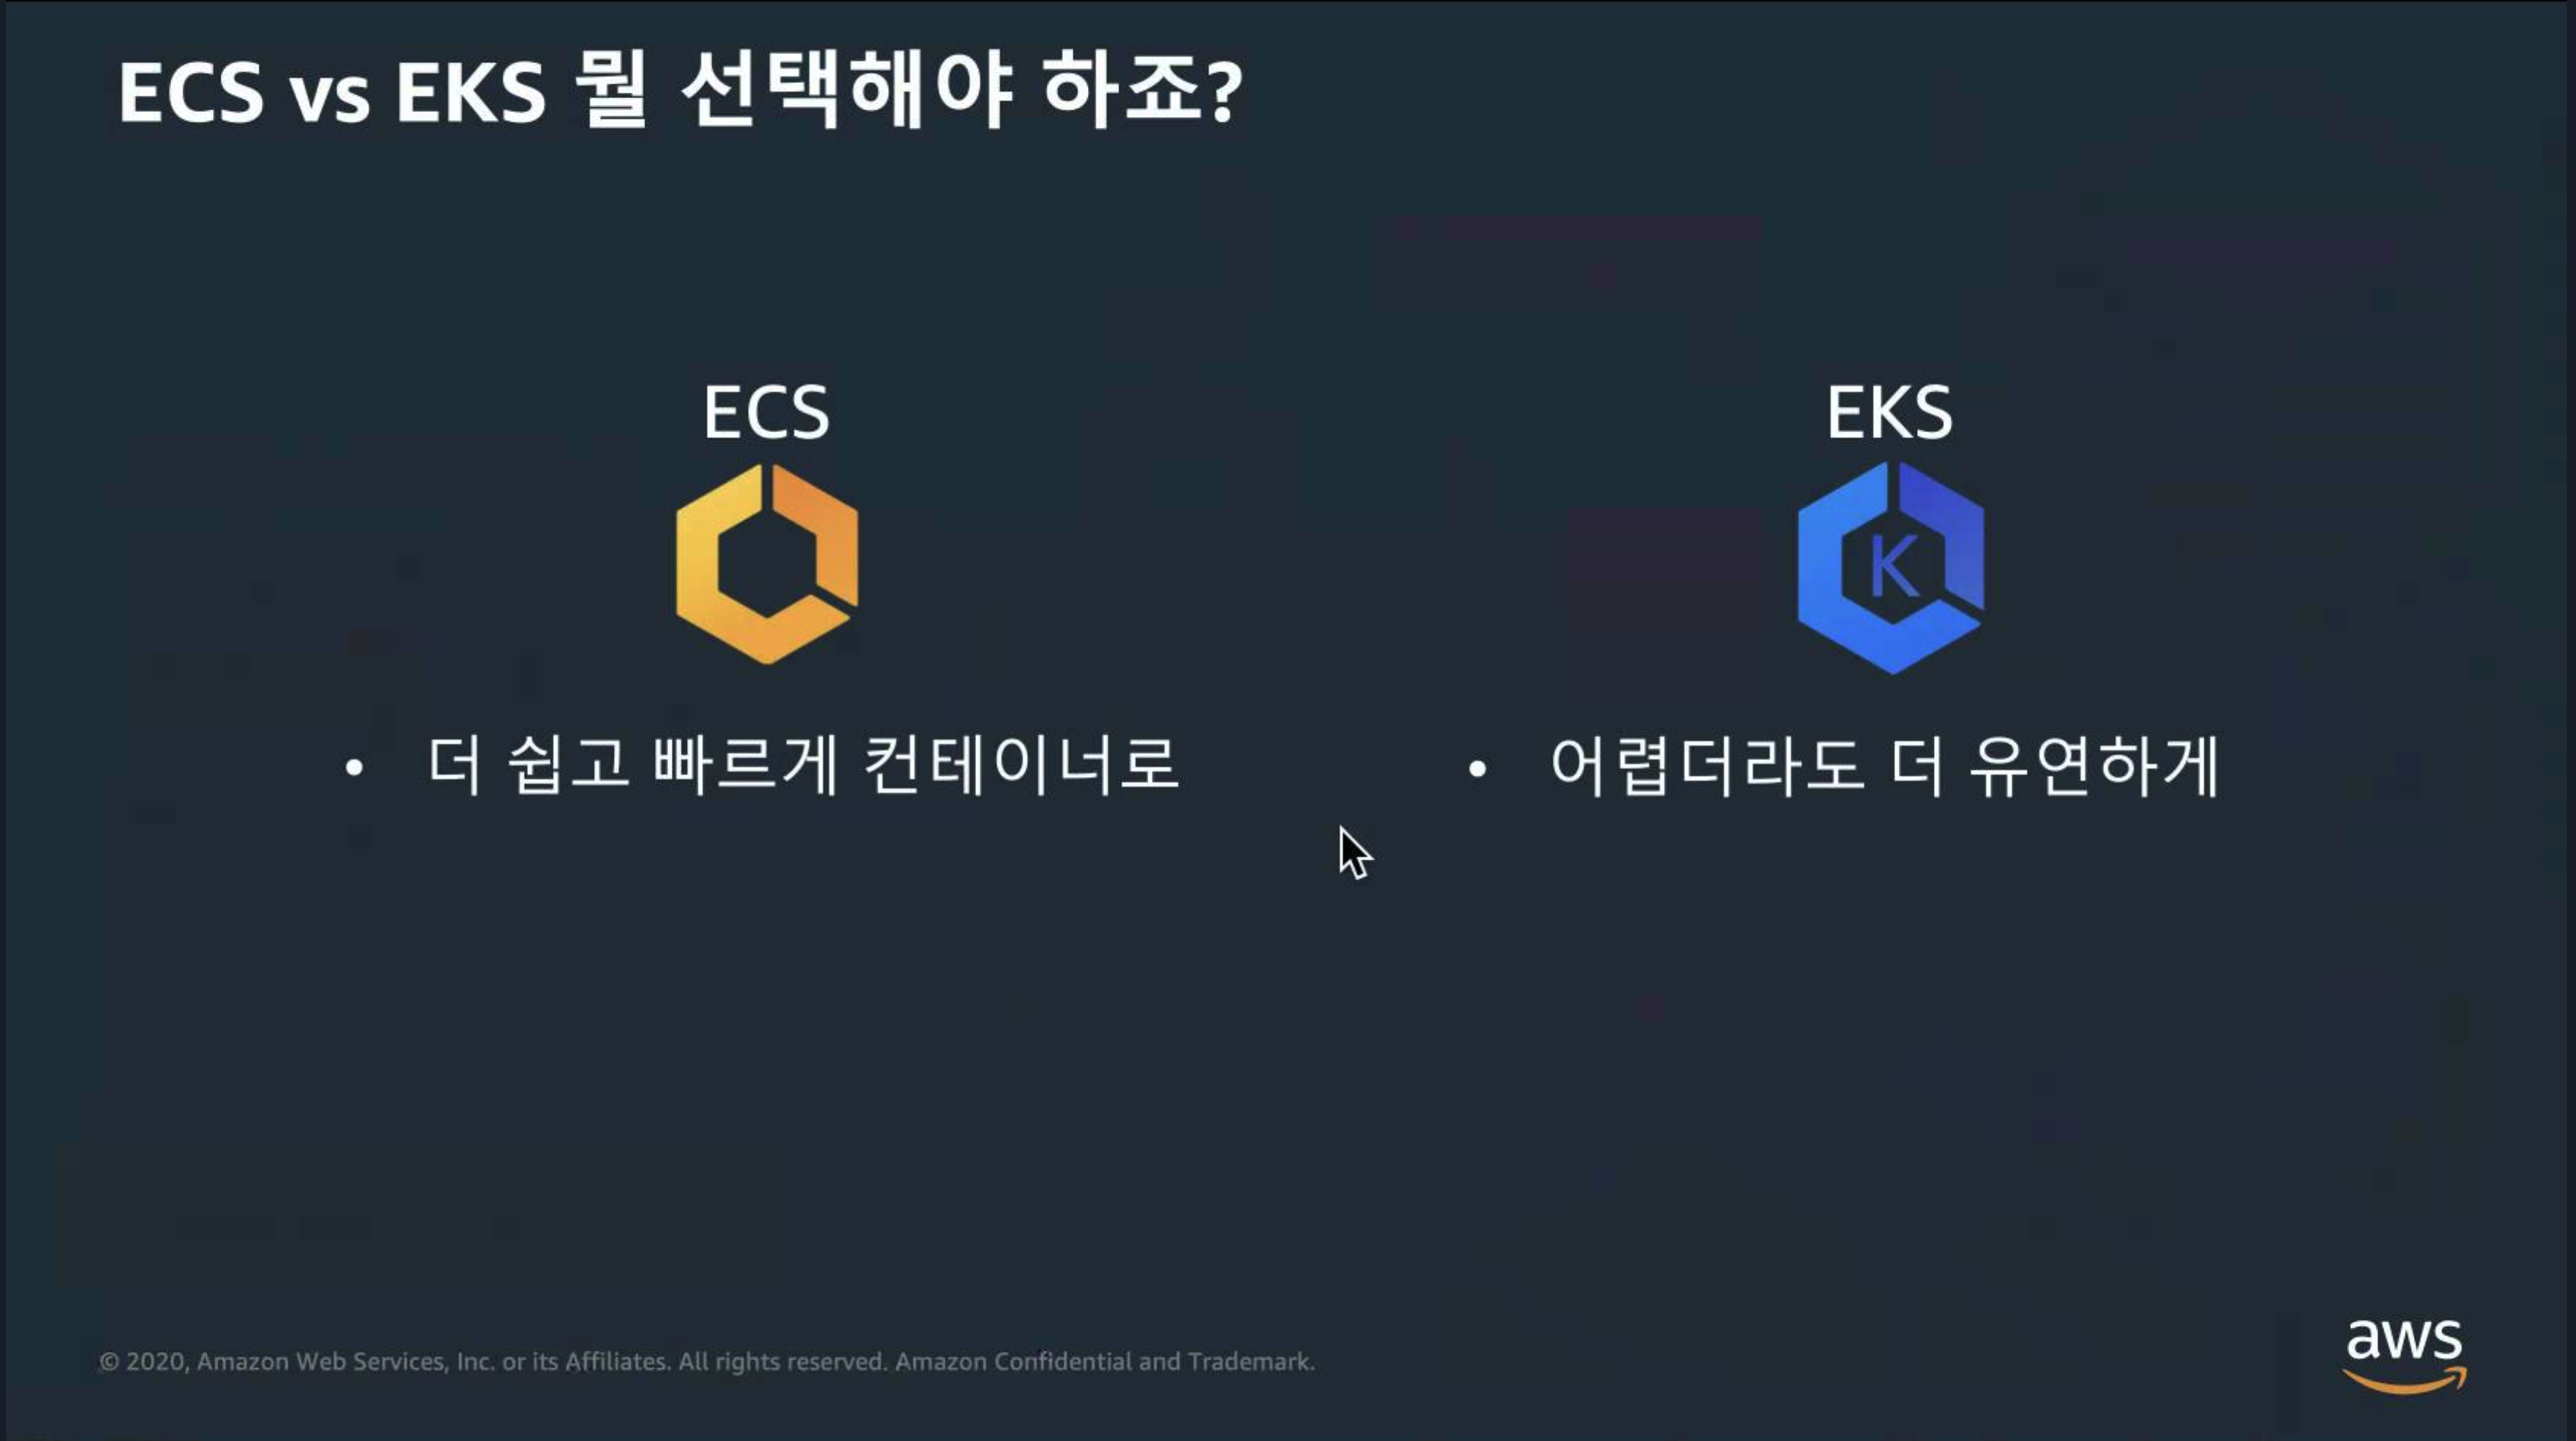 ECS vs EKS 뭘 선택해야 하죠?
ECS
EKS
K
• 더 쉽고 빠르게 컨테이너로
• 어렵더라도 더 유연하게
© 2020, Amazon Web Services, Inc. or its Affiliates. All rights reserved. Amazon Confidential and Trademark.
aws